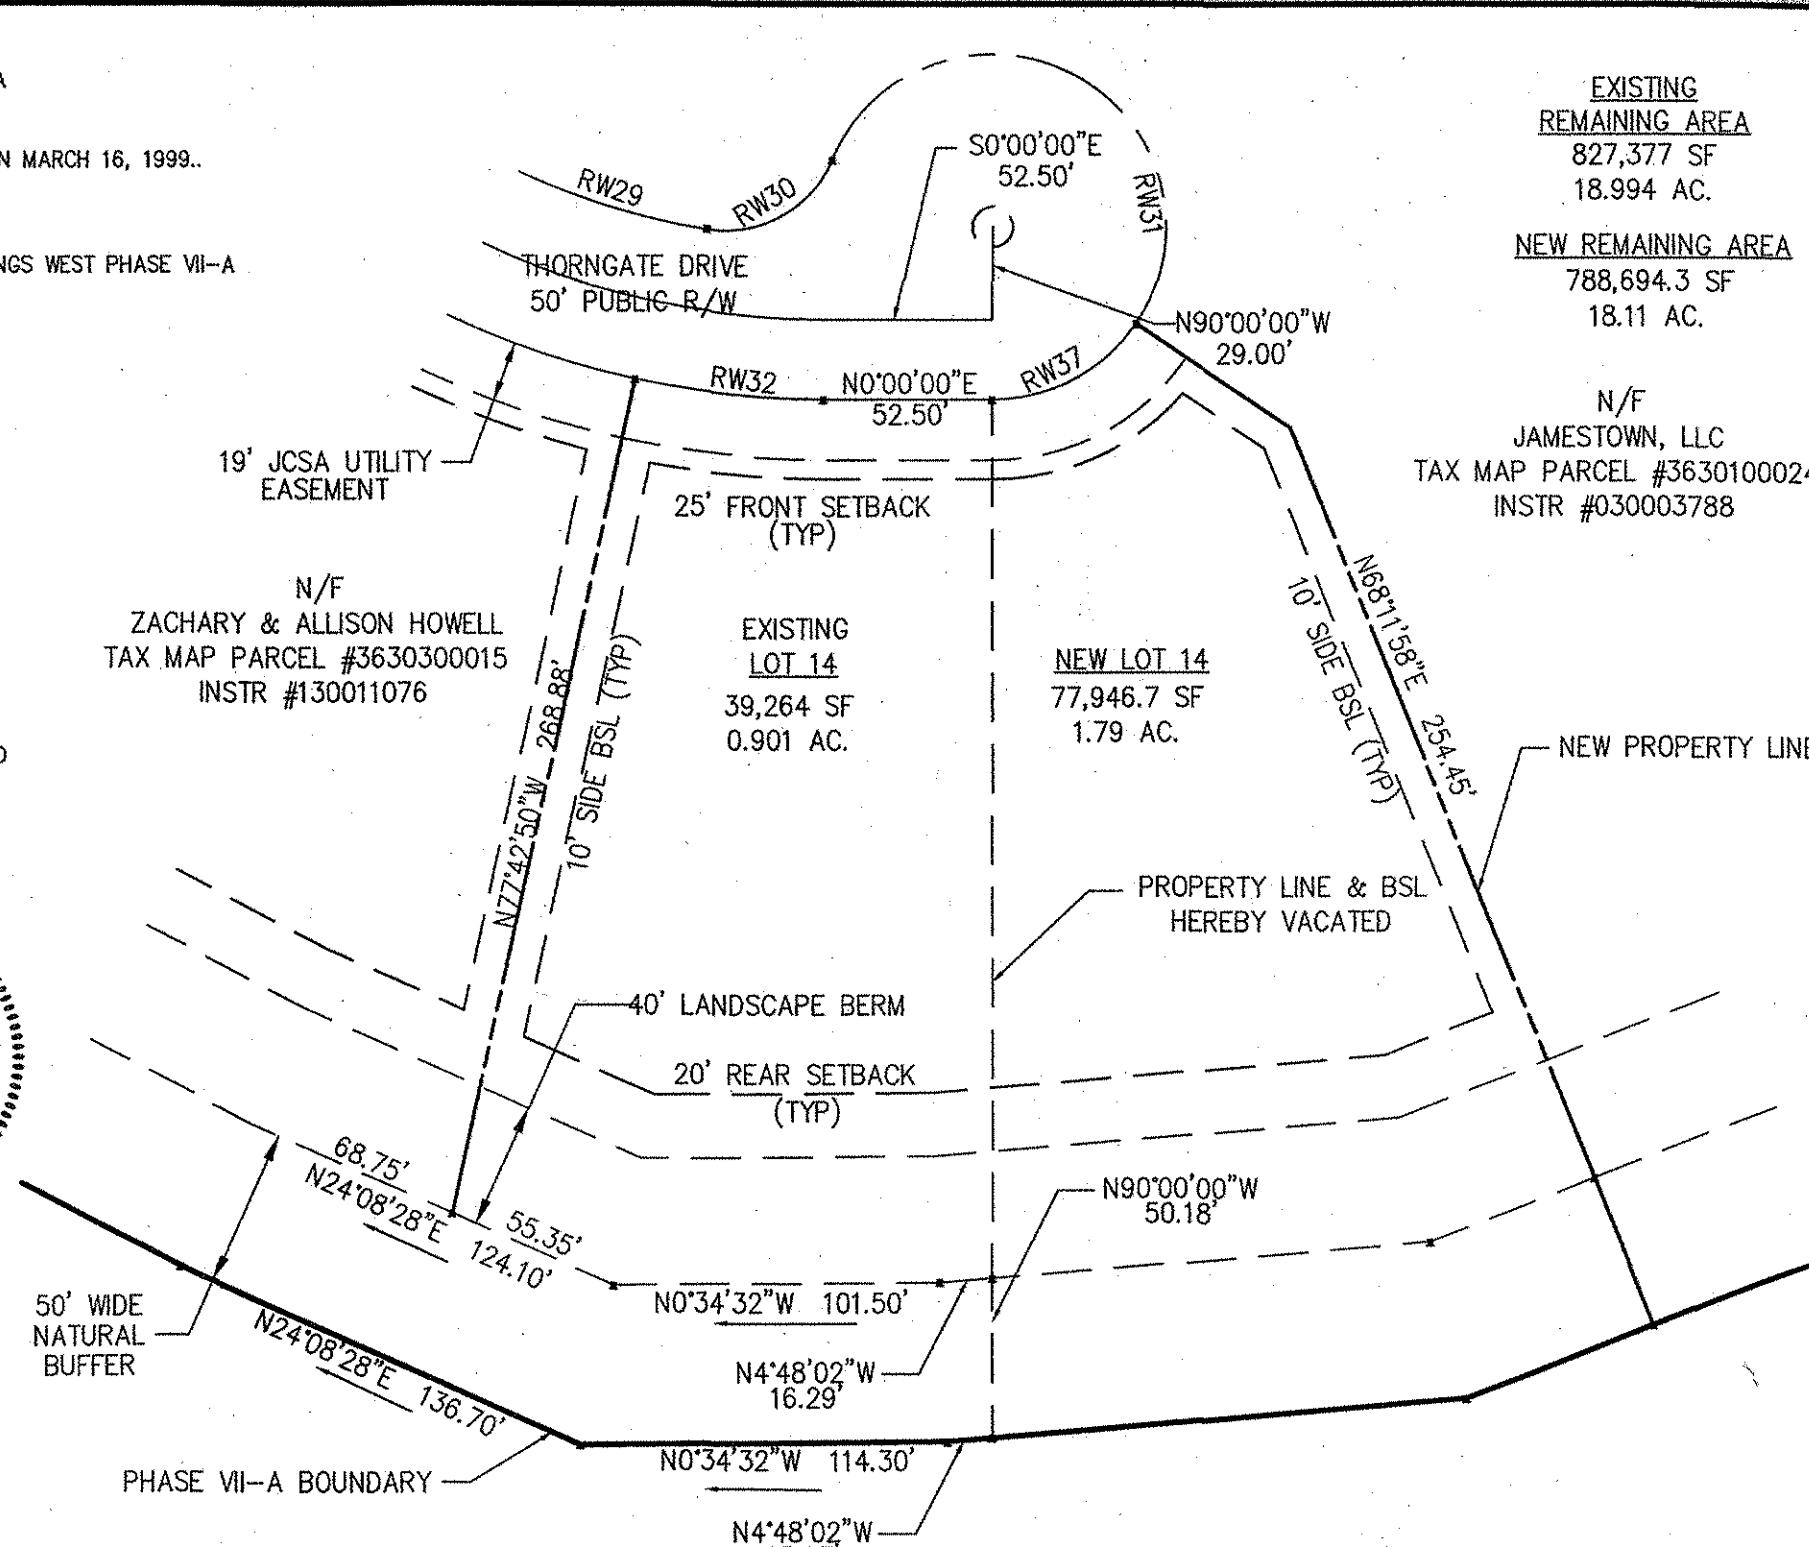 A
N MARCH 16, 1999..
NGS WEST PHASE VII-A
D
EXISTING
REMAINING AREA
827,377 SF
18.994 AC.
NEW REMAINING AREA
788,694.3 SF
18.11 AC.
N/F
JAMESTOWN, LLC
TAX MAP PARCEL #3630100024
INSTR #030003788
S0°00'00"E
52.50'
RW29
RW30
RW31
THORNGATE DRIVE
50' PUBLIC R/W
N90°00'00"W
29.00'
RW32
N0°00'00"E
52.50'
RW37
19' JCSA UTILITY
EASEMENT
25' FRONT SETBACK
(TYP)
N/F
ZACHARY & ALLISON HOWELL
TAX MAP PARCEL #3630300015
INSTR #130011076
EXISTING
LOT 14
39,264 SF
0.901 AC.
NEW LOT 14
77,946.7 SF
1.79 AC.
N77°42'50"W 268.88'
10' SIDE BSL (TYP)
10' SIDE BSL (TYP)
N68°11'58"E 254.45'
NEW PROPERTY LINE
PROPERTY LINE & BSL
HEREBY VACATED
40' LANDSCAPE BERM
20' REAR SETBACK
(TYP)
68.75'
N24°08'28"E 124.10'
55.35'
N90°00'00"W
50.18'
N0°34'32"W 101.50'
50' WIDE
NATURAL
BUFFER
N24°08'28"E 136.70'
N4°48'02"W
16.29'
PHASE VII-A BOUNDARY
N0°34'32"W 114.30'
N4°48'02"W